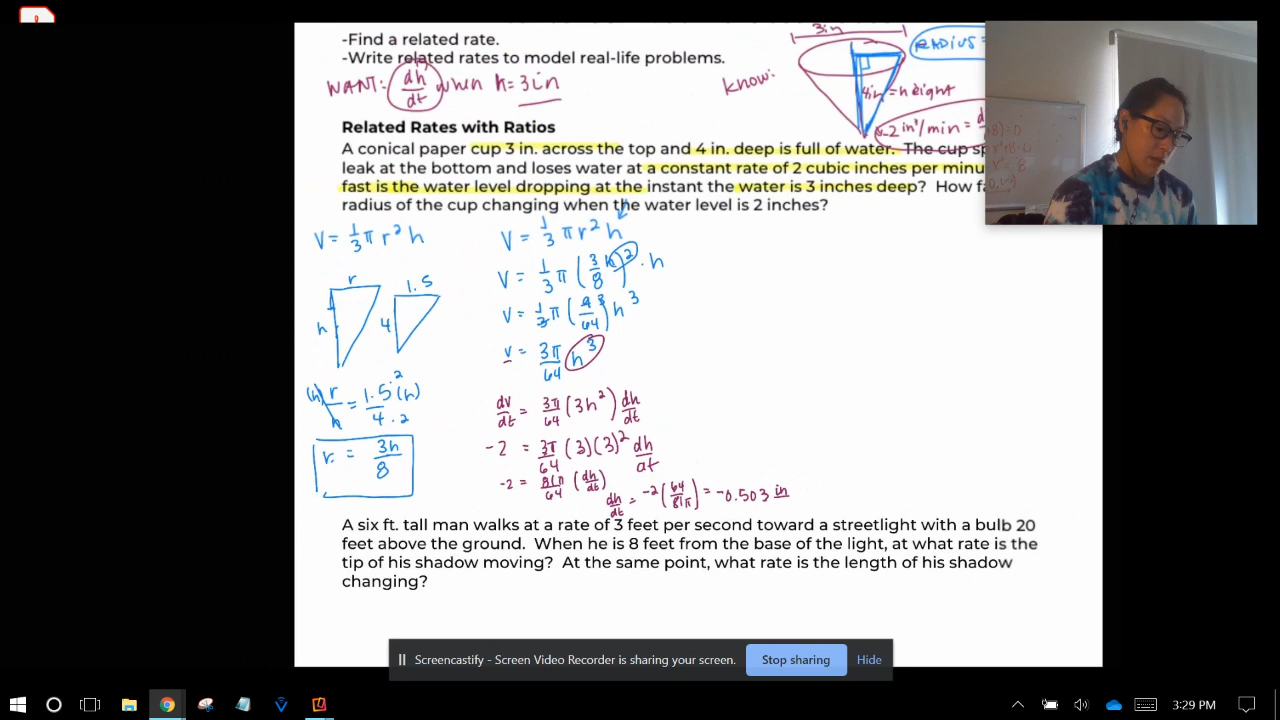 -Find a related rate.
-Write related rates to model real-life problems.
WANT: dh/dt when h = 3in
know:
3in
RADIUS =
4in = height
-2 in³/min = d
Related Rates with Ratios
A conical paper cup 3 in. across the top and 4 in. deep is full of water. The cup sp
leak at the bottom and loses water at a constant rate of 2 cubic inches per minu
fast is the water level dropping at the instant the water is 3 inches deep? How fa
radius of the cup changing when the water level is 2 inches?
V = 1/3 π r² h
r
h
1.5
4
(h) r/h = 1.5/4 (h) ·2 ·2
r = 3h/8
V = 1/3 π r² h
V = 1/3 π (3/8 h)² · h
V = 1/3 π (9/64) h³ 3
V = 3π/64 h³
dv/dt = 3π/64 (3h²) dh/dt
-2 = 3π/64 (3)(3)² dh/dt
-2 = 81π/64 (dh/dt)
dh/dt = -2 (64/81π) = -0.503 in
A six ft. tall man walks at a rate of 3 feet per second toward a streetlight with a bulb 20
feet above the ground. When he is 8 feet from the base of the light, at what rate is the
tip of his shadow moving? At the same point, what rate is the length of his shadow
changing?
Screencastify - Screen Video Recorder is sharing your screen.
Stop sharing
Hide
3:29 PM